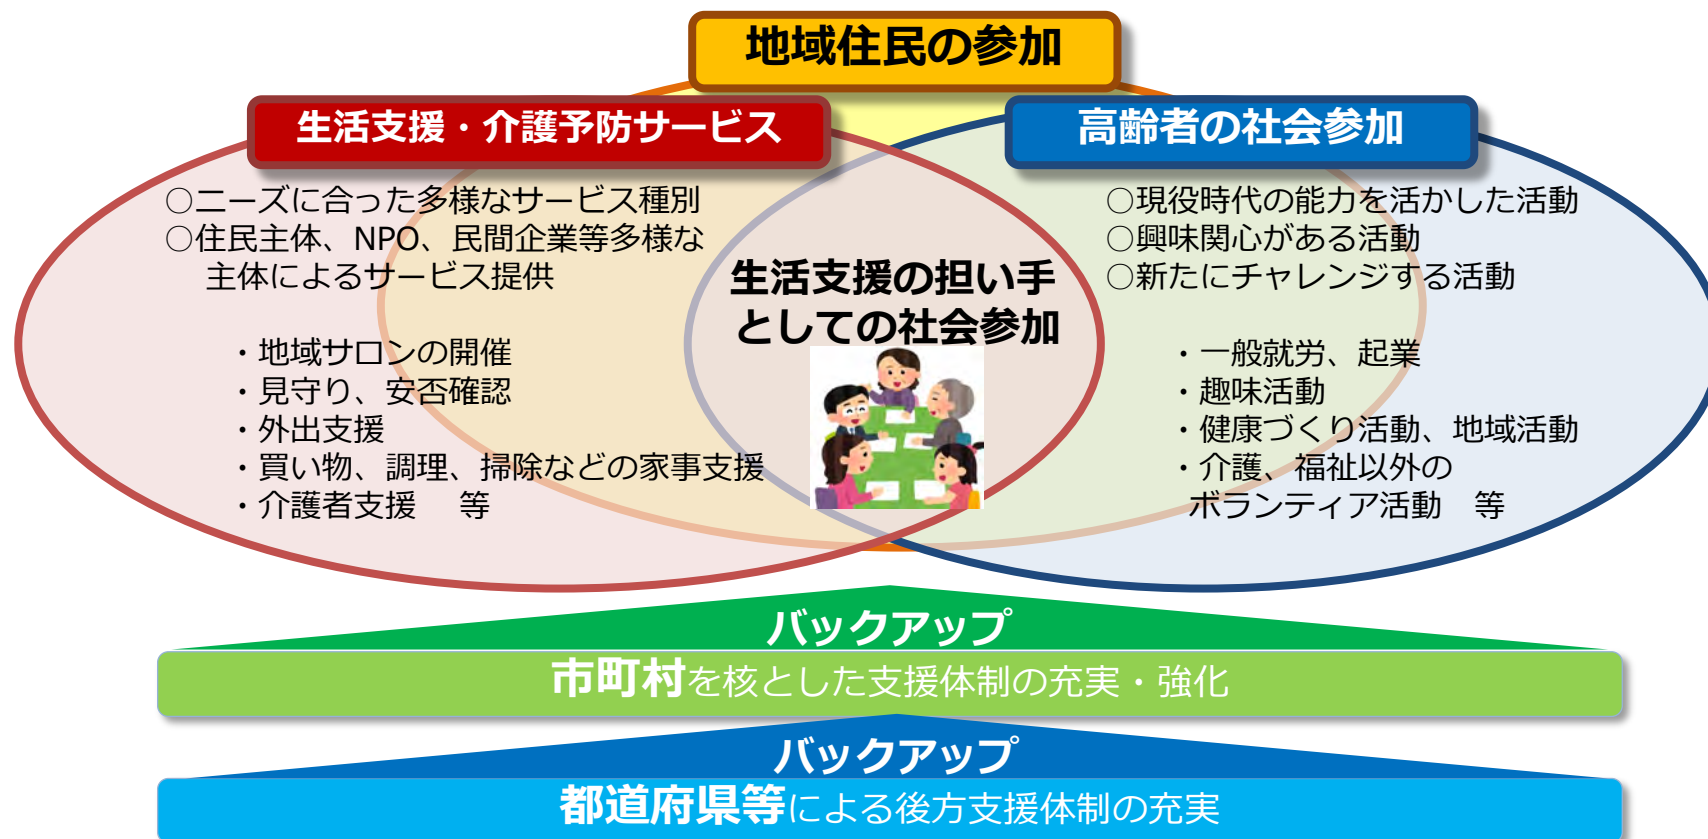 地域住民の参加
生活支援・介護予防サービス
○ニーズに合った多様なサービス種別
○住民主体、NPO、民間企業等多様な
主体によるサービス提供
・地域サロンの開催
・見守り、安否確認
・外出支援
・買い物、調理、掃除などの家事支援
・介護者支援　等
生活支援の担い手
としての社会参加
高齢者の社会参加
○現役時代の能力を活かした活動
○興味関心がある活動
○新たにチャレンジする活動
・一般就労、起業
・趣味活動
・健康づくり活動、地域活動
・介護、福祉以外の
ボランティア活動　等
バックアップ
市町村を核とした支援体制の充実・強化
バックアップ
都道府県等による後方支援体制の充実